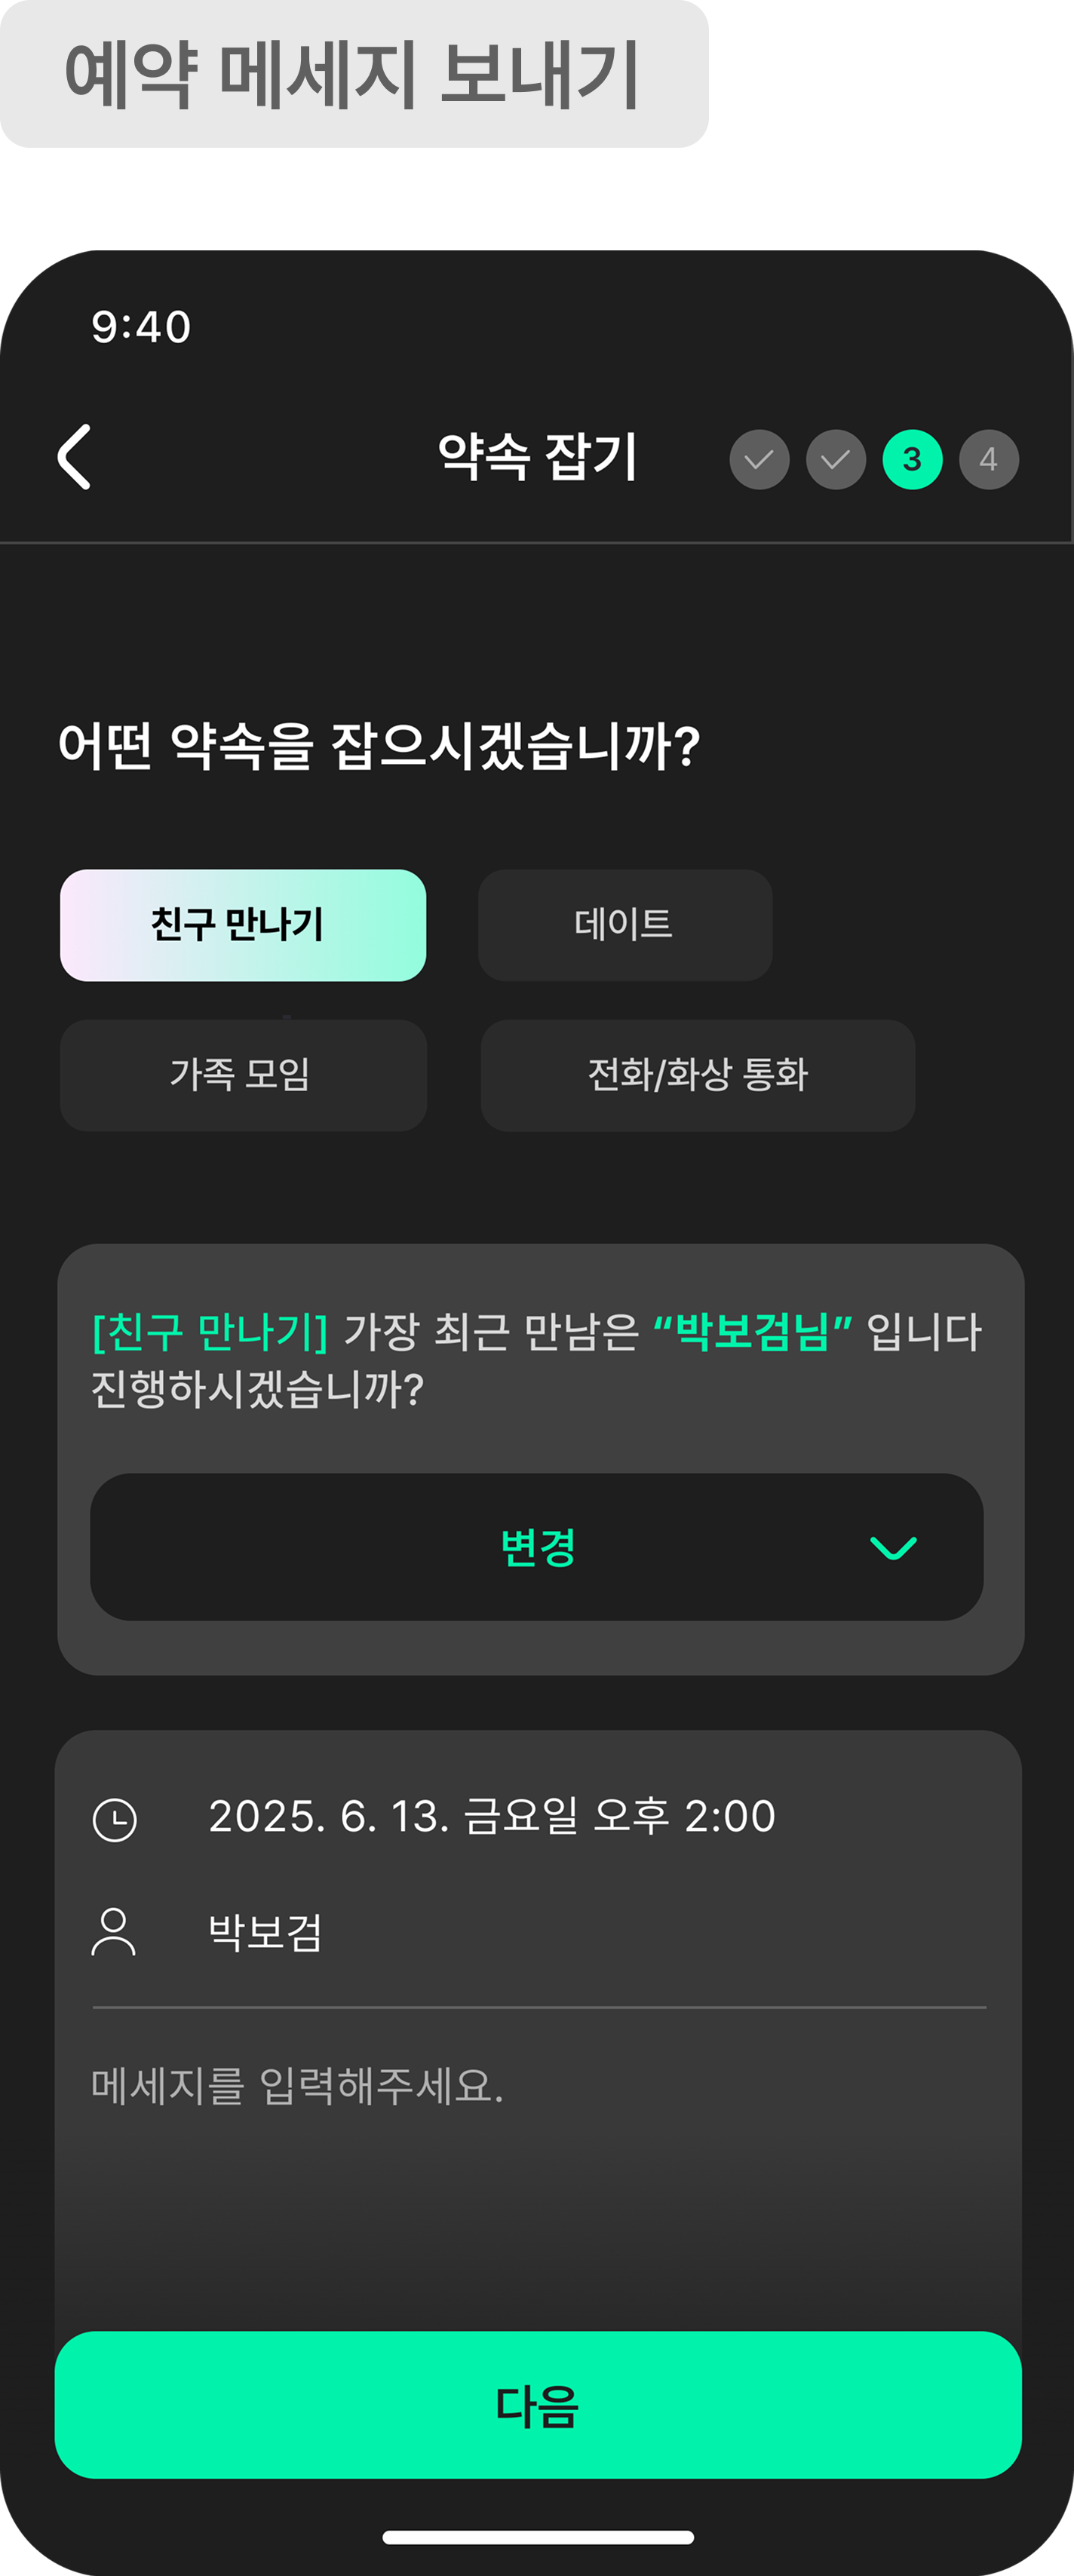 예약 메세지 보내기
9:40
약속 잡기
3
4
어떤 약속을 잡으시겠습니까?
친구 만나기
데이트
가족 모임
전화/화상 통화
[친구 만나기] 가장 최근 만남은 “박보검님” 입니다
진행하시겠습니까?
변경
2025. 6. 13. 금요일 오후 2:00
박보검
메세지를 입력해주세요.
다음